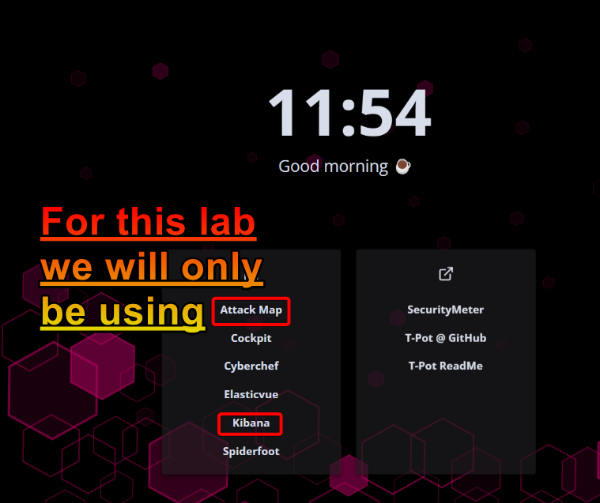 11:54
Good morning
For this lab
we will only
be using
Attack Map
Cockpit
Cyberchef
Elasticvue
Kibana
Spiderfoot
SecurityMeter
T-Pot @ GitHub
T-Pot ReadMe